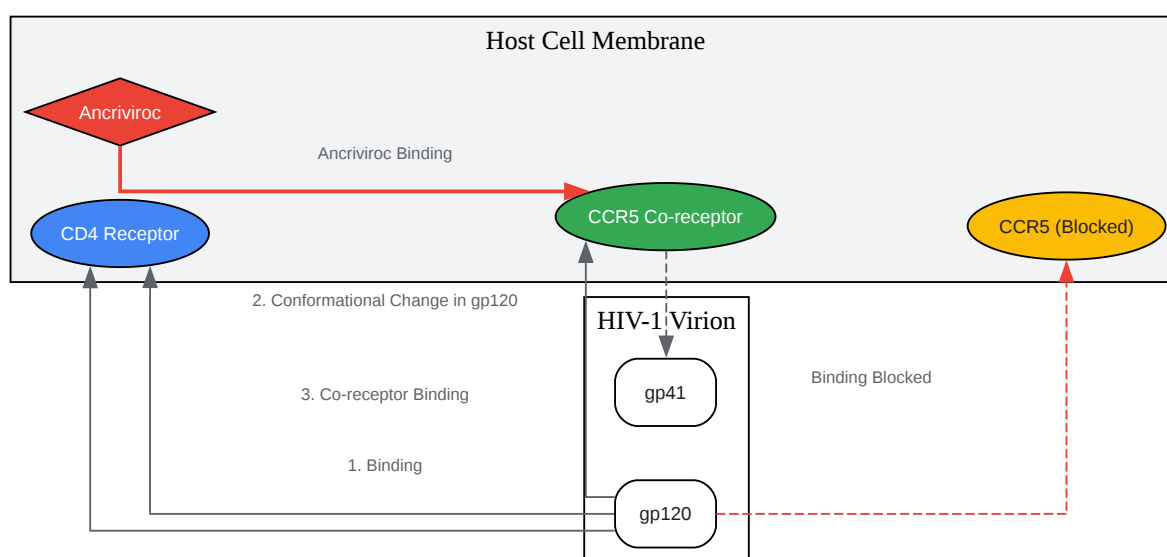 Host Cell Membrane
Ancriviroc
Ancriviroc Binding
CCR5 Co-receptor
CCR5 (Blocked)
CD4 Receptor
2. Conformational Change in gp120
HIV-1 Virion
gp41
Binding Blocked
3. Co-receptor Binding
1. Binding
gp120